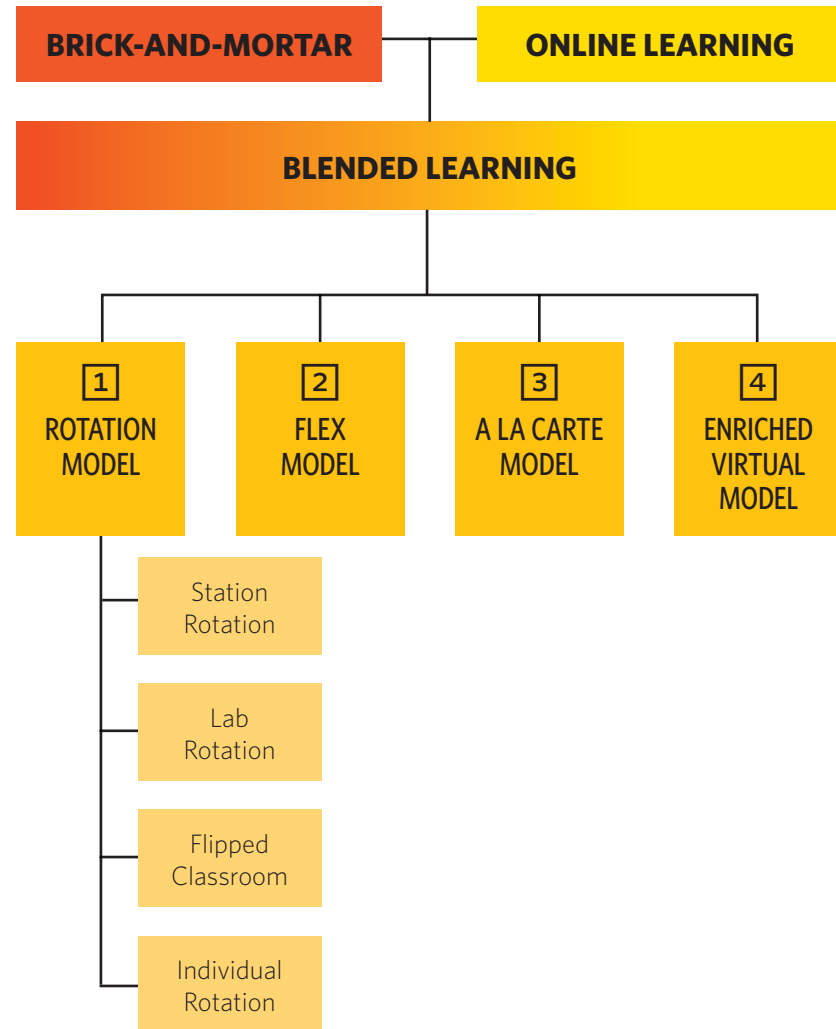 BRICK-AND-MORTAR
ONLINE LEARNING
BLENDED LEARNING
1
ROTATION
MODEL
2
FLEX
MODEL
3
A LA CARTE
MODEL
4
ENRICHED
VIRTUAL
MODEL
Station
Rotation
Lab
Rotation
Flipped
Classroom
Individual
Rotation